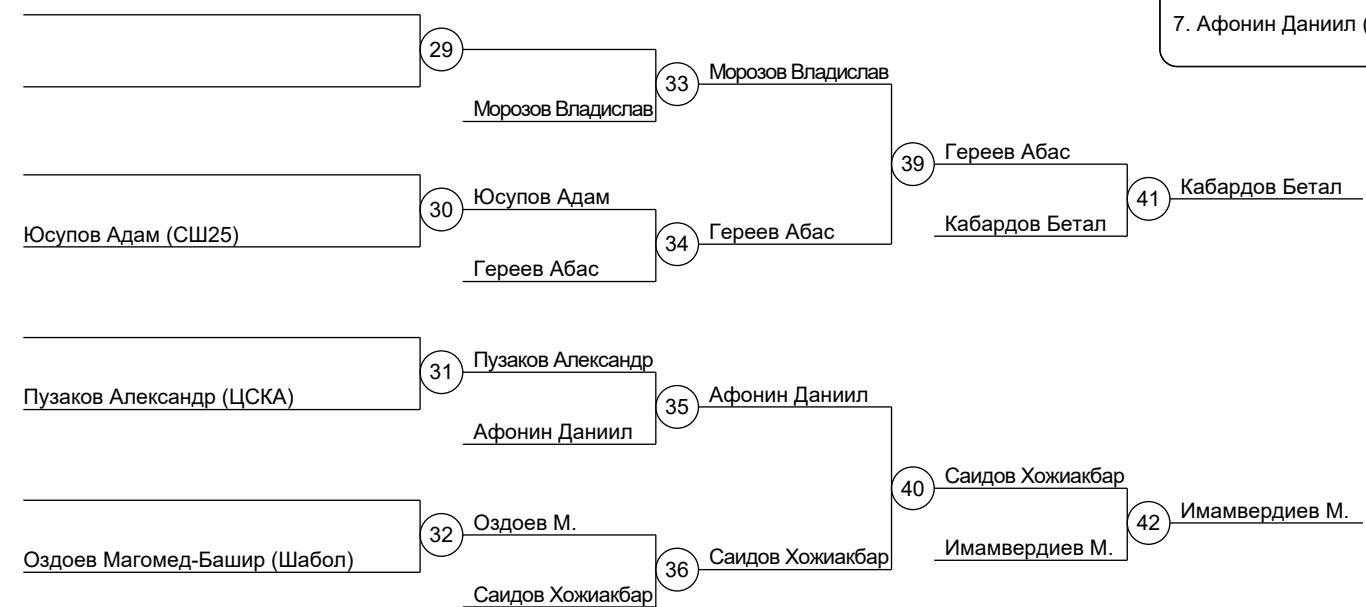 7. Афонин Даниил (
29
Морозов Владислав
33
Морозов Владислав
Юсупов Адам (СШ25)
30
Юсупов Адам
Гереев Абас
34
Гереев Абас
39
Гереев Абас
Кабардов Бетал
41
Кабардов Бетал
Пузаков Александр (ЦСКА)
31
Пузаков Александр
Афонин Даниил
35
Афонин Даниил
Оздоев Магомед-Башир (Шабол)
32
Оздоев М.
Саидов Хожиакбар
36
Саидов Хожиакбар
40
Саидов Хожиакбар
Имамвердиев М.
42
Имамвердиев М.